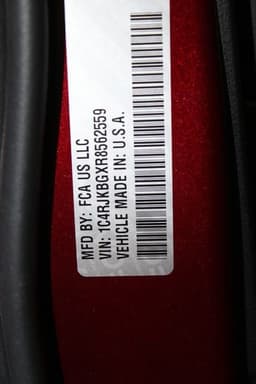 MFD BY: FCA US LLC
VIN: 1C4RJKBGXR8562559
VEHICLE MADE IN: U.S.A.